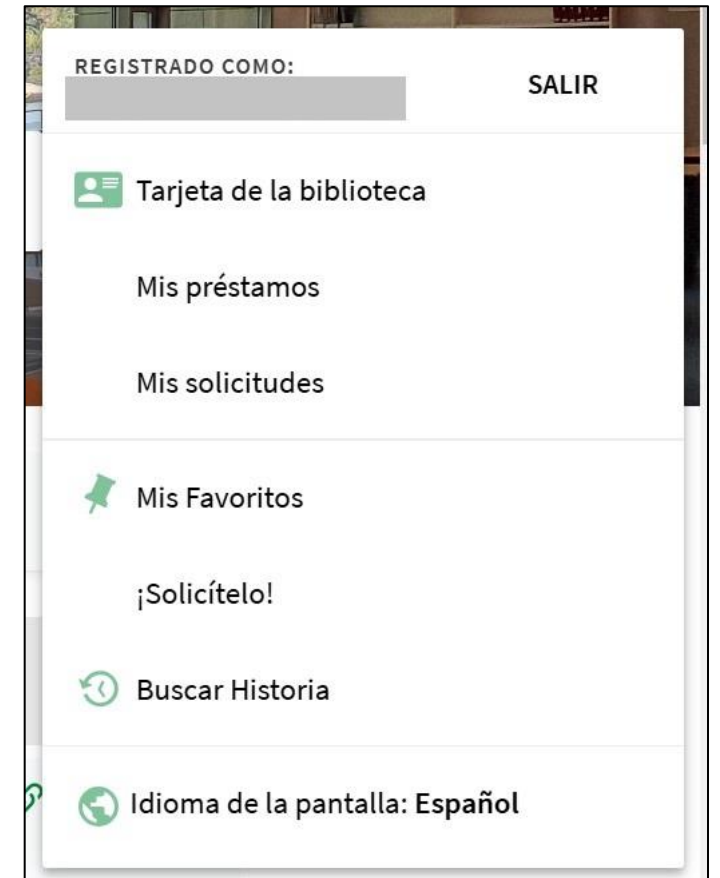 REGISTRADO COMO:
SALIR
Tarjeta de la biblioteca
Mis préstamos
Mis solicitudes
Mis Favoritos
¡Solicítelo!
Buscar Historia
Idioma de la pantalla: Español